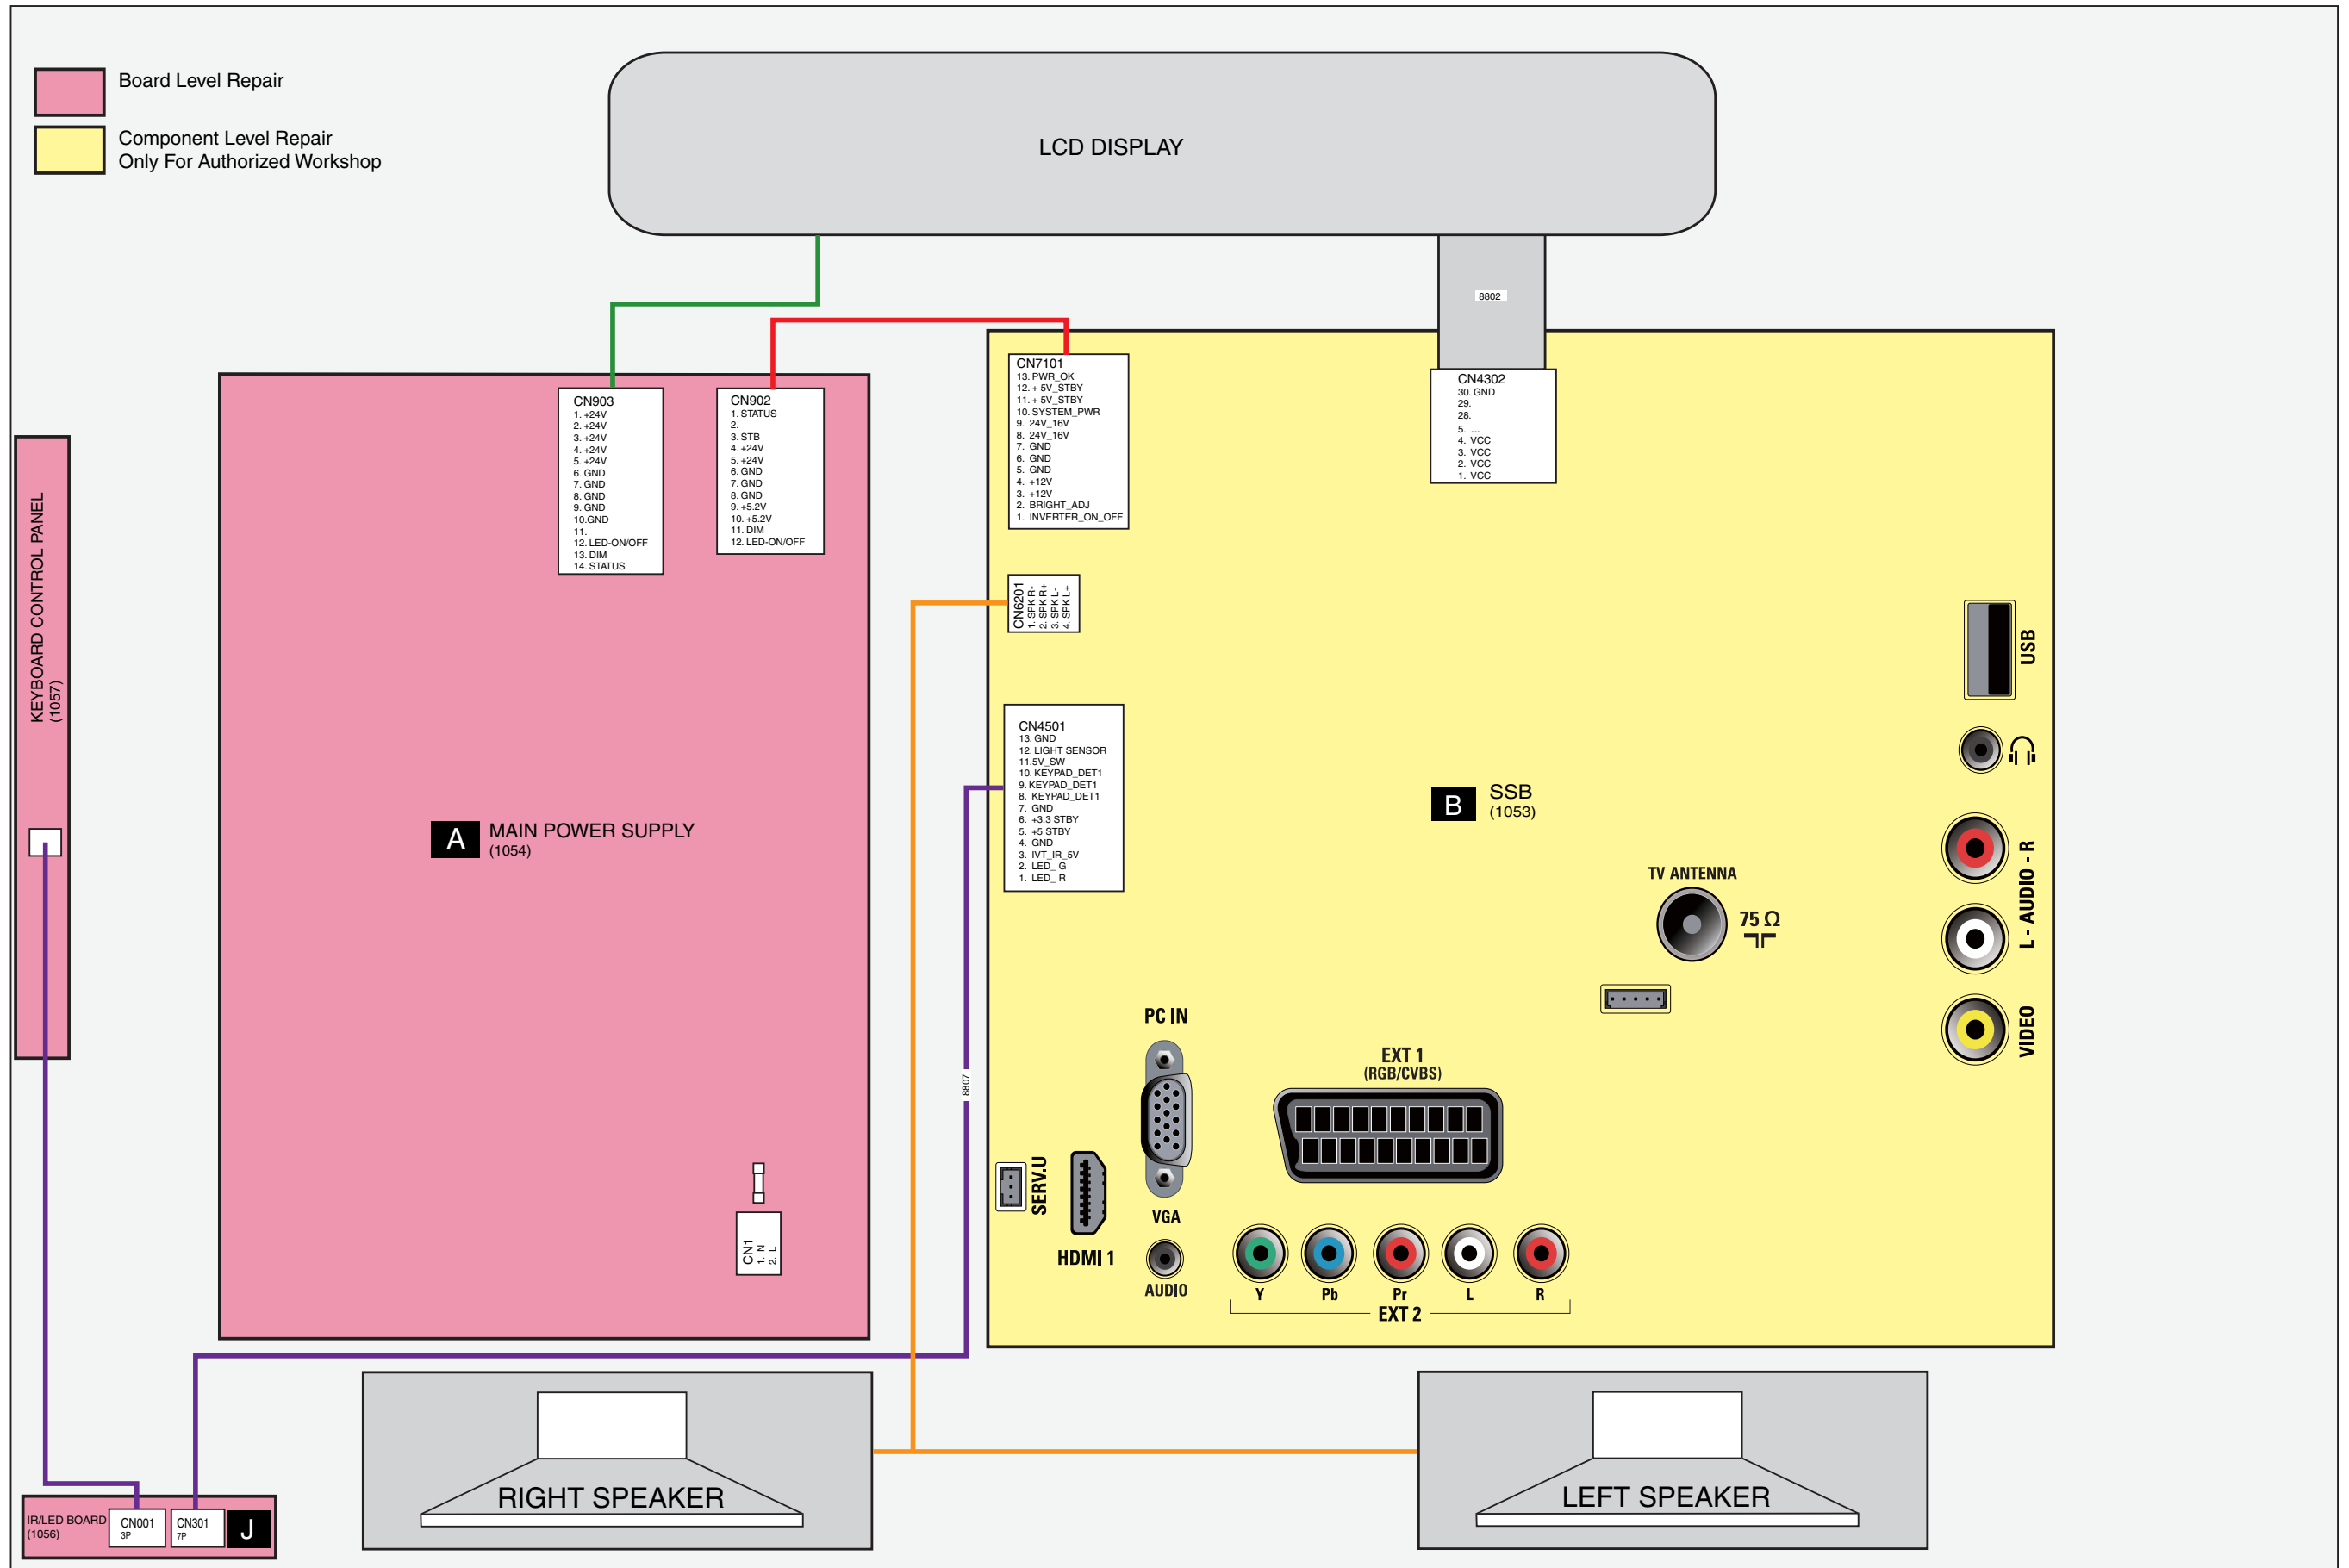 Board Level Repair
Component Level Repair
Only For Authorized Workshop
LCD DISPLAY
8802
CN7101
13. PWR_OK
12. + 5V_STBY
11. + 5V_STBY
10. SYSTEM_PWR
9. 24V_16V
8. 24V_16V
7. GND
6. GND
5. GND
4. +12V
3. +12V
2. BRIGHT_ADJ
1. INVERTER_ON_OFF
CN4302
30. GND
29.
28.
5. ...
4. VCC
3. VCC
2. VCC
1. VCC
CN903
1. +24V
2. +24V
3. +24V
4. +24V
5. +24V
6. GND
7. GND
8. GND
9. GND
10.GND
11.
12. LED-ON/OFF
13. DIM
14. STATUS
CN902
1. STATUS
2.
3. STB
4. +24V
5. +24V
6. GND
7. GND
8. GND
9. +5.2V
10. +5.2V
11. DIM
12. LED-ON/OFF
KEYBOARD CONTROL PANEL
(1057)
CN6201
1. SPK R-
2. SPK R+
3. SPK L-
4. SPK L+
CN4501
13. GND
12. LIGHT SENSOR
11.5V_SW
10. KEYPAD_DET1
9. KEYPAD_DET1
8. KEYPAD_DET1
7. GND
6. +3.3 STBY
5. +5 STBY
4. GND
3. IVT_IR_5V
2. LED_ G
1. LED_ R
A MAIN POWER SUPPLY
(1054)
B SSB
(1053)
USB
L - AUDIO - R
VIDEO
TV ANTENNA
75 Ω
PC IN
EXT 1
(RGB/CVBS)
8807
SERV.U
HDMI 1
VGA
AUDIO
Y Pb Pr L R
EXT 2
CN1
1. N
2. L
RIGHT SPEAKER
LEFT SPEAKER
IR/LED BOARD
(1056)
CN001
3P
CN301
7P
J